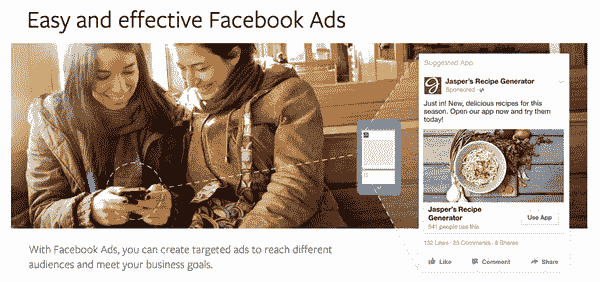 Easy and effective Facebook Ads
Suggested App
Jasper's Recipe Generator
Sponsored
Just in! New, delicious recipes for this
season. Open our app now and try them
today!
Jasper's Recipe
Generator
541 people use this
Use App
Likes · Comments · 8 Shares
Like Comment Share
With Facebook Ads, you can create targeted ads to reach different
audiences and meet your business goals.